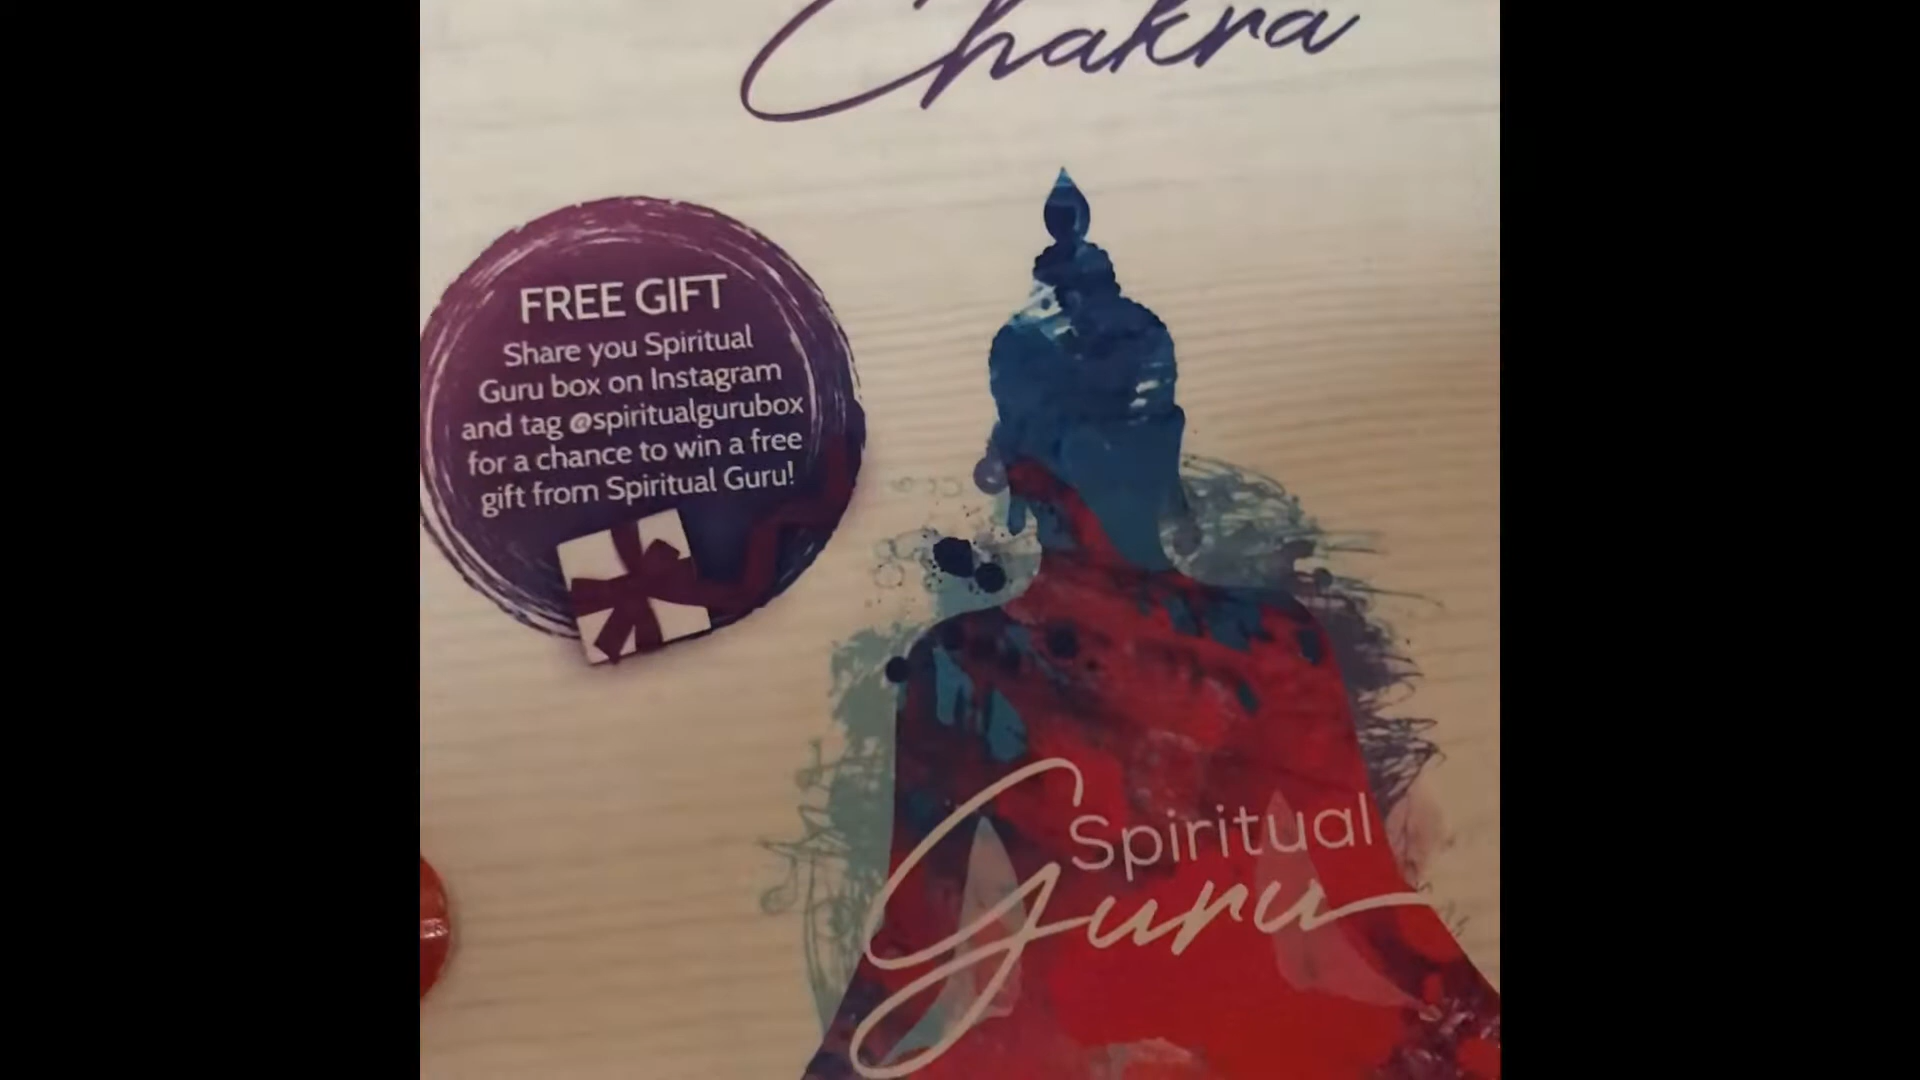 Chakra
FREE GIFT
Share you Spiritual
Guru box on Instagram
and tag @spiritualgurubox
for a chance to win a free
gift from Spiritual Guru!
Spiritual
Guru